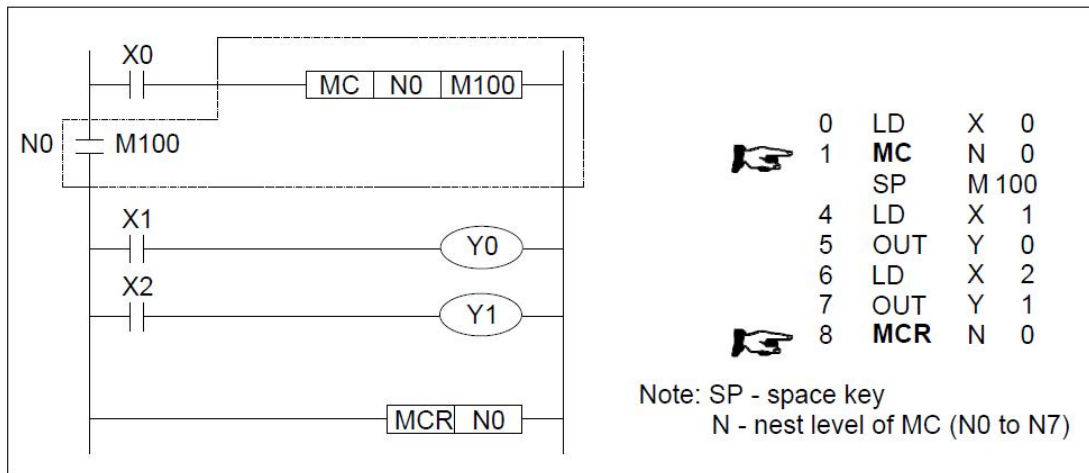 X0
MC N0 M100
N0 M100
X1
Y0
X2
Y1
MCR N0
0 LD X 0
1 MC N 0
SP M 100
4 LD X 1
5 OUT Y 0
6 LD X 2
7 OUT Y 1
8 MCR N 0
Note: SP - space key
N - nest level of MC (N0 to N7)